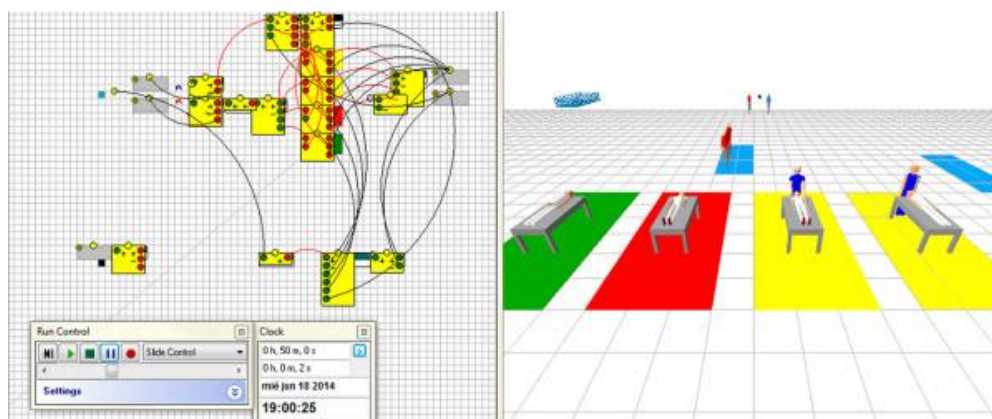 Run Control
Slide Control
Settings
Clock
0 h, 50 m, 0 s
0 h, 0 m, 2 s
mié jun 18 2014
19:00:25